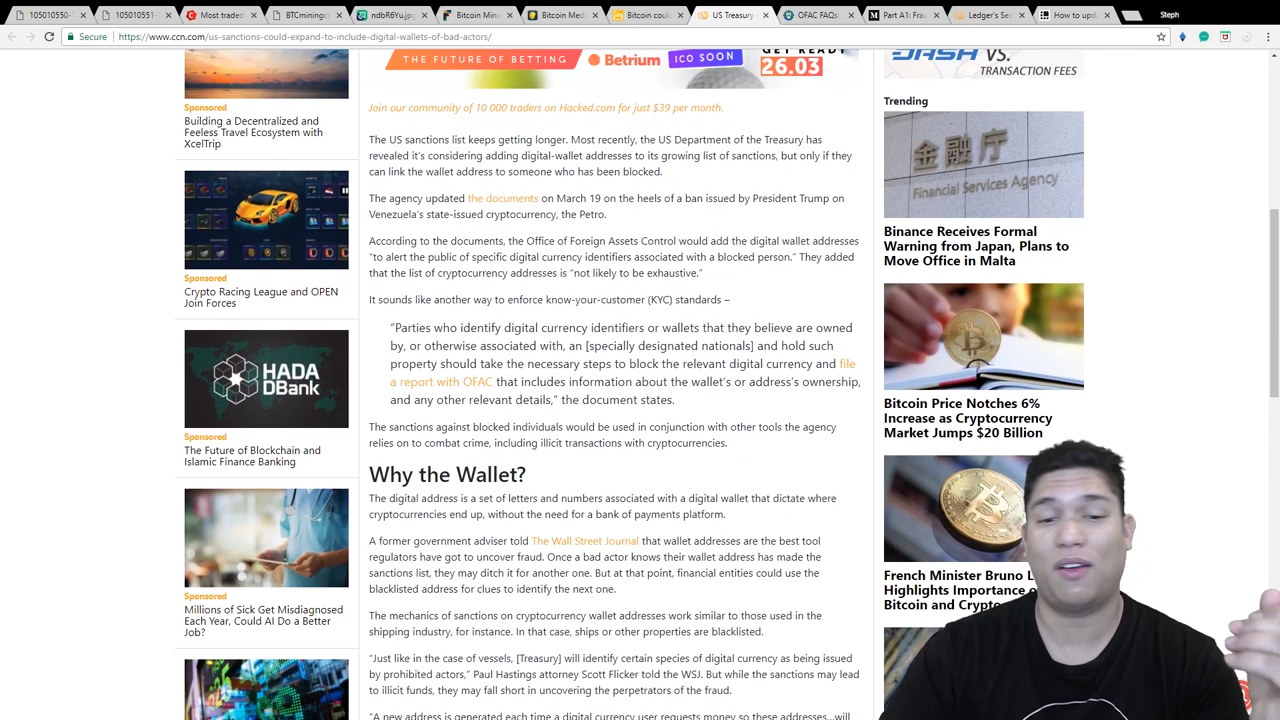 105010550-1
105010551-1
Most traded
BTCminingco
ndbR6Yu.jpg
Bitcoin Mini
Bitcoin Med
Bitcoin coul
US Treasury
OFAC FAQs
Part A1: Frau
Ledger's Sec
How to upd
Steph
Secure
https://www.ccn.com/us-sanctions-could-expand-to-include-digital-wallets-of-bad-actors/
THE FUTURE OF BETTING
Betrium
ICO SOON
GET READY
26.03
DASH VS.
TRANSACTION FEES
Sponsored
Building a Decentralized and
Feeless Travel Ecosystem with
XcelTrip
Sponsored
Crypto Racing League and OPEN
Join Forces
HADA
DBank
Sponsored
The Future of Blockchain and
Islamic Finance Banking
Sponsored
Millions of Sick Get Misdiagnosed
Each Year, Could AI Do a Better
Job?
Join our community of 10 000 traders on Hacked.com for just $39 per month.
The US sanctions list keeps getting longer. Most recently, the US Department of the Treasury has
revealed it's considering adding digital-wallet addresses to its growing list of sanctions, but only if they
can link the wallet address to someone who has been blocked.
The agency updated the documents on March 19 on the heels of a ban issued by President Trump on
Venezuela's state-issued cryptocurrency, the Petro.
According to the documents, the Office of Foreign Assets Control would add the digital wallet addresses
"to alert the public of specific digital currency identifiers associated with a blocked person." They added
that the list of cryptocurrency addresses is "not likely to be exhaustive."
It sounds like another way to enforce know-your-customer (KYC) standards –
"Parties who identify digital currency identifiers or wallets that they believe are owned
by, or otherwise associated with, an [specially designated nationals] and hold such
property should take the necessary steps to block the relevant digital currency and file
a report with OFAC that includes information about the wallet's or address's ownership,
and any other relevant details," the document states.
The sanctions against blocked individuals would be used in conjunction with other tools the agency
relies on to combat crime, including illicit transactions with cryptocurrencies.
Why the Wallet?
The digital address is a set of letters and numbers associated with a digital wallet that dictate where
cryptocurrencies end up, without the need for a bank of payments platform.
A former government adviser told The Wall Street Journal that wallet addresses are the best tool
regulators have got to uncover fraud. Once a bad actor knows their wallet address has made the
sanctions list, they may ditch it for another one. But at that point, financial entities could use the
blacklisted address for clues to identify the next one.
The mechanics of sanctions on cryptocurrency wallet addresses work similar to those used in the
shipping industry, for instance. In that case, ships or other properties are blacklisted.
"Just like in the case of vessels, [Treasury] will identify certain species of digital currency as being issued
by prohibited actors," Paul Hastings attorney Scott Flicker told the WSJ. But while the sanctions may lead
to illicit funds, they may fall short in uncovering the perpetrators of the fraud.
"A new address is generated each time a digital currency user requests money so these addresses...will
Trending
金融庁
Financial Services Agency
Binance Receives Formal
Warning from Japan, Plans to
Move Office in Malta
Bitcoin Price Notches 6%
Increase as Cryptocurrency
Market Jumps $20 Billion
French Minister Bruno L
Highlights Importance o
Bitcoin and Crypto